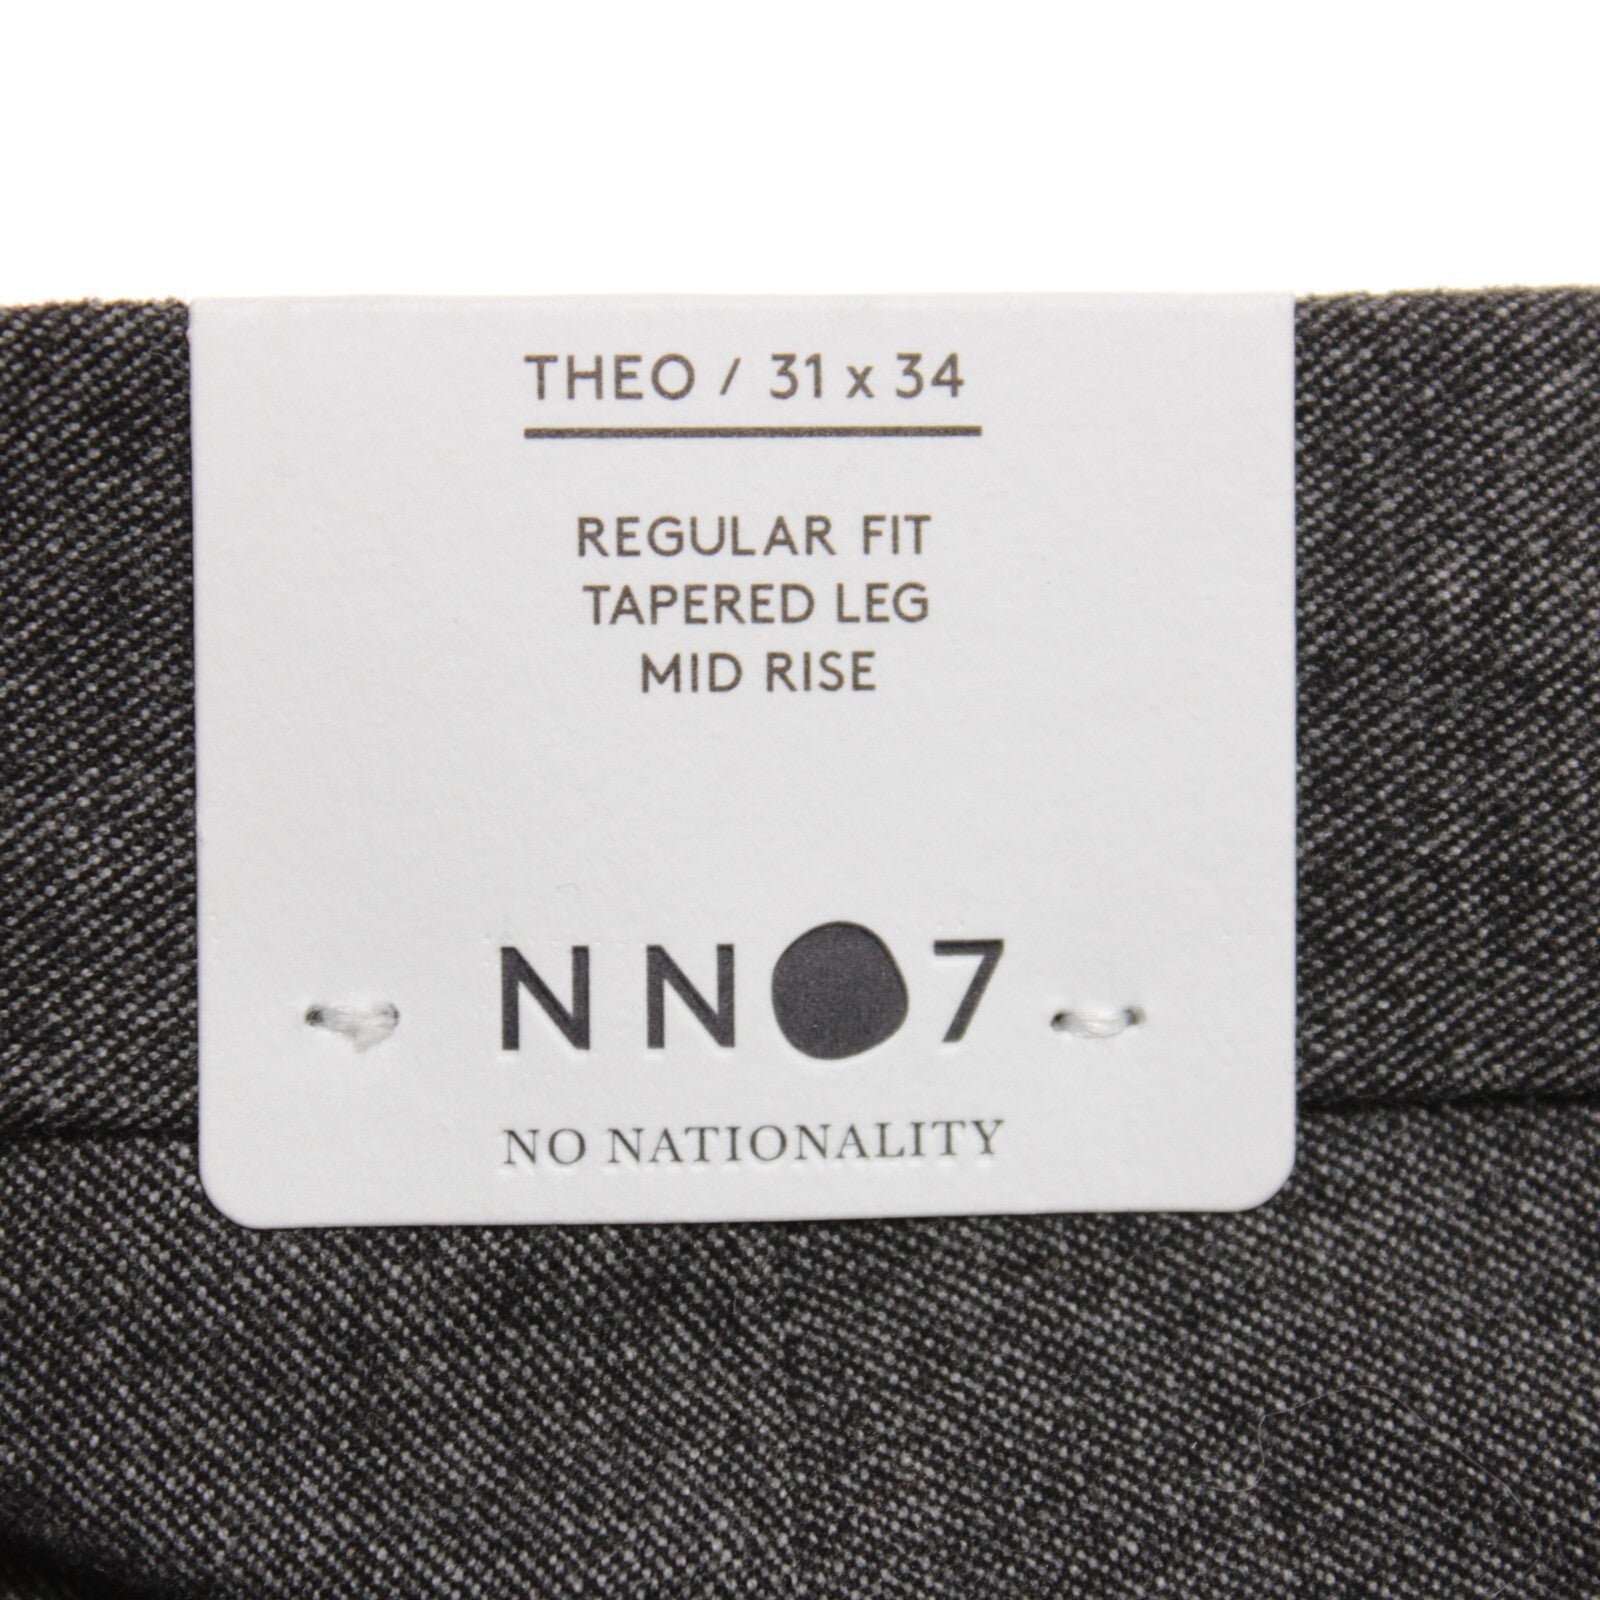 THEO / 31 x 34
REGULAR FIT
TAPERED LEG
MID RISE
NN07
NO NATIONALITY